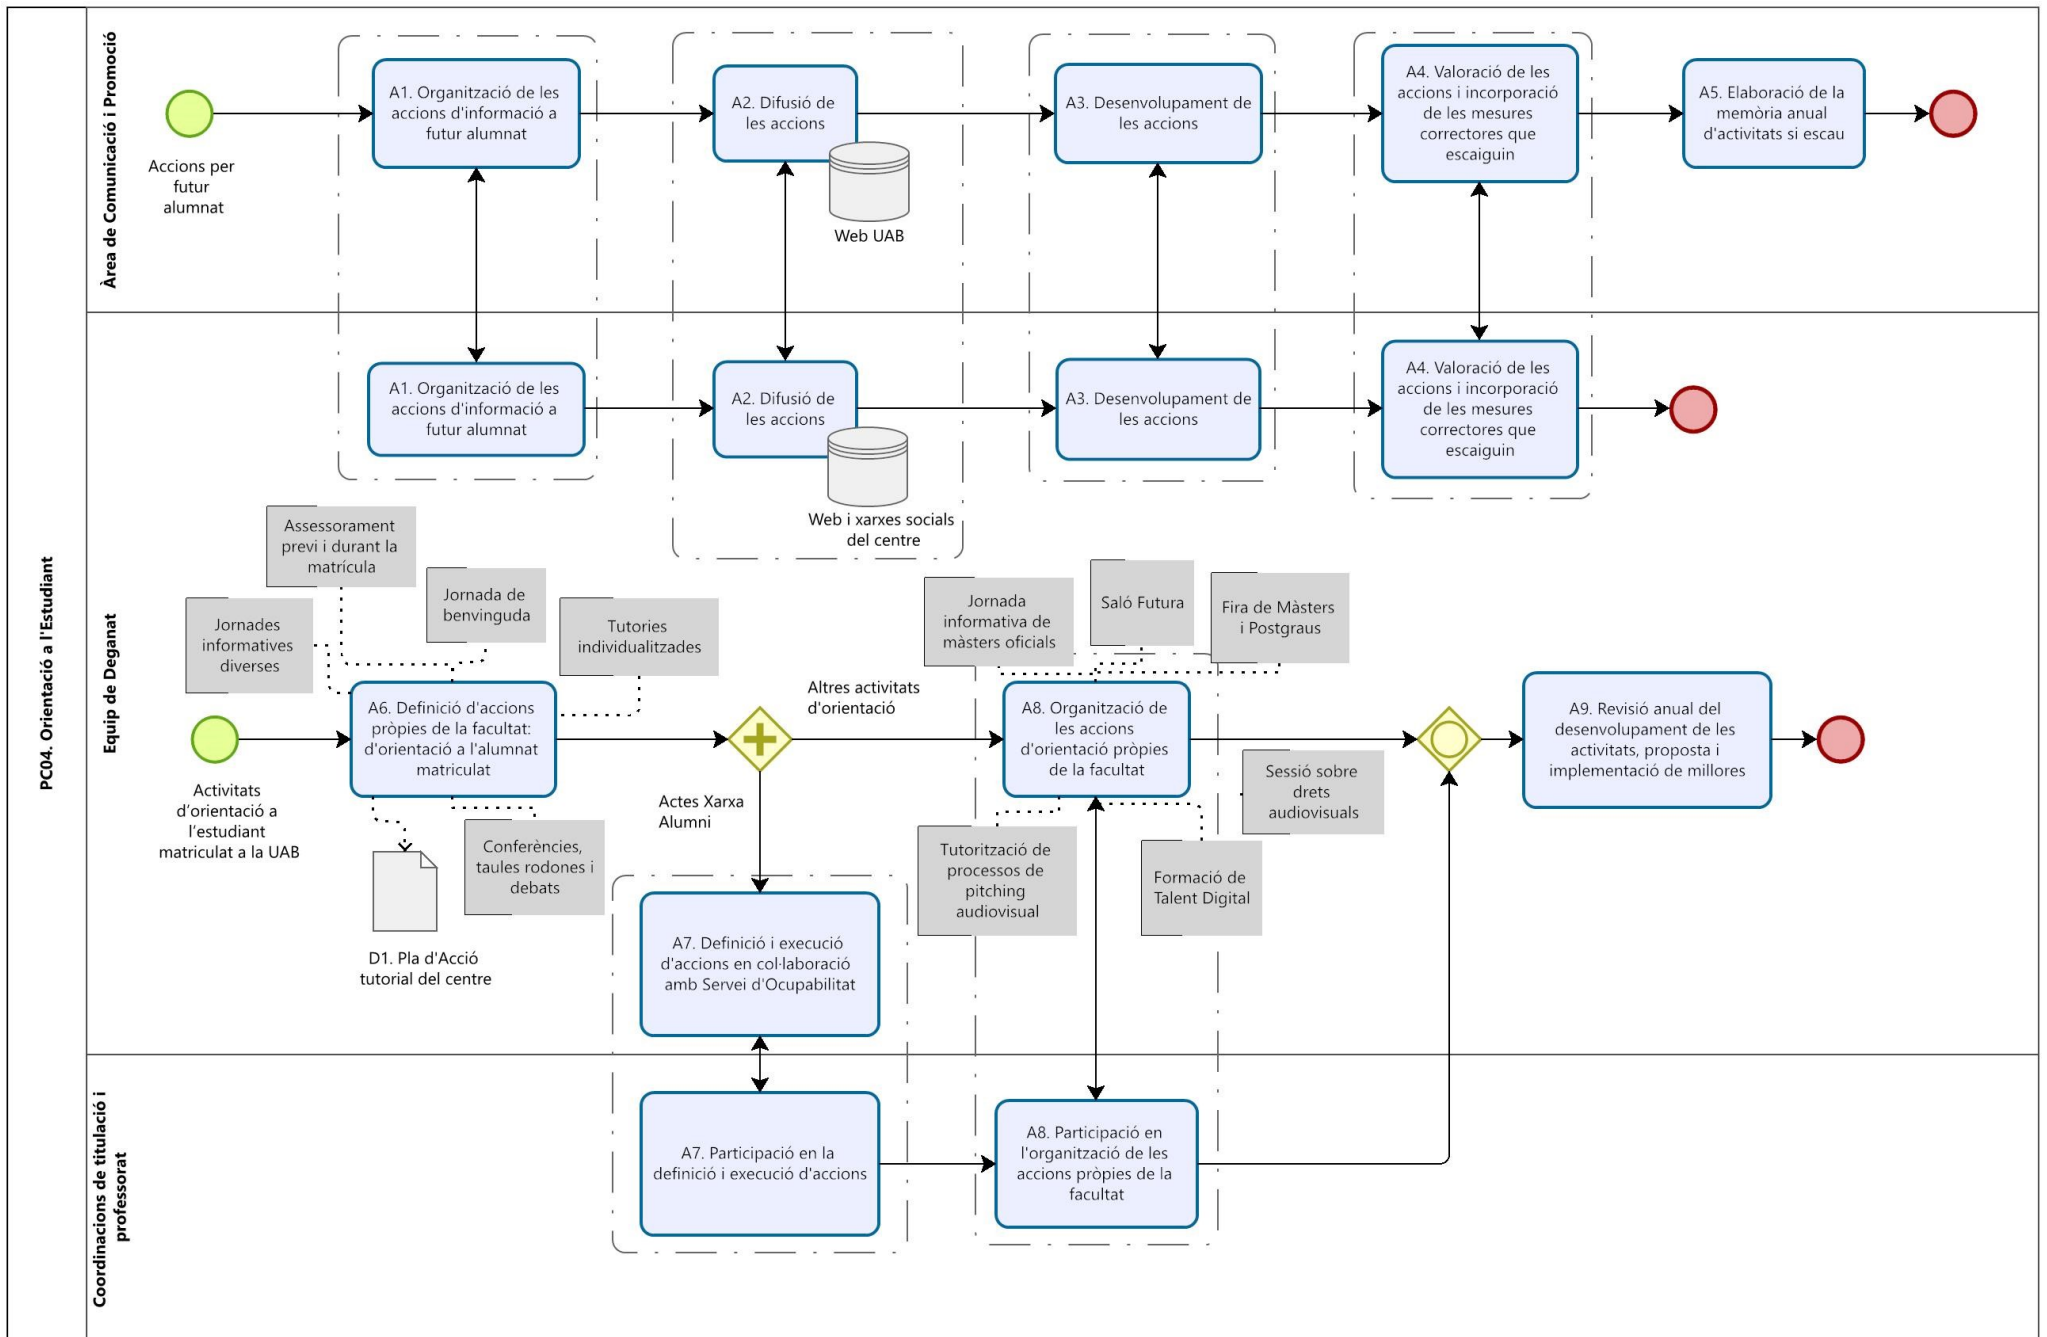 PC04. Orientació a l'Estudiant
Àrea de Comunicació i Promoció
Accions per
futur
alumnat
A1. Organització de les
accions d'informació a
futur alumnat
A2. Difusió de
les accions
Web UAB
A3. Desenvolupament de
les accions
A4. Valoració de les
accions i incorporació
de les mesures
correctores que
escaiguin
A5. Elaboració de la
memòria anual
d'activitats si escau
Equip de Deganat
A1. Organització de les
accions d'informació a
futur alumnat
A2. Difusió de
les accions
Web i xarxes socials
del centre
A3. Desenvolupament de
les accions
A4. Valoració de les
accions i incorporació
de les mesures
correctores que
escaiguin
Assessorament
previ i durant la
matrícula
Jornades
informatives
diverses
Jornada de
benvinguda
Tutories
individualitzades
Jornada
informativa de
màsters oficials
Saló Futura
Fira de Màsters
i Postgraus
Activitats
d'orientació a
l'estudiant
matriculat a la UAB
A6. Definició d'accions
pròpies de la facultat:
d'orientació a l'alumnat
matriculat
Altres activitats
d'orientació
Actes Xarxa
Alumni
A8. Organització de
les accions
d'orientació pròpies
de la facultat
Sessió sobre
drets
audiovisuals
A9. Revisió anual del
desenvolupament de les
activitats, proposta i
implementació de millores
D1. Pla d'Acció
tutorial del centre
Conferències,
taules rodones i
debats
Tutorització de
processos de
pitching
audiovisual
Formació de
Talent Digital
A7. Definició i execució
d'accions en col·laboració
amb Servei d'Ocupabilitat
Coordinacions de titulació i
professorat
A7. Participació en la
definició i execució d'accions
A8. Participació en
l'organització de les
accions pròpies de la
facultat